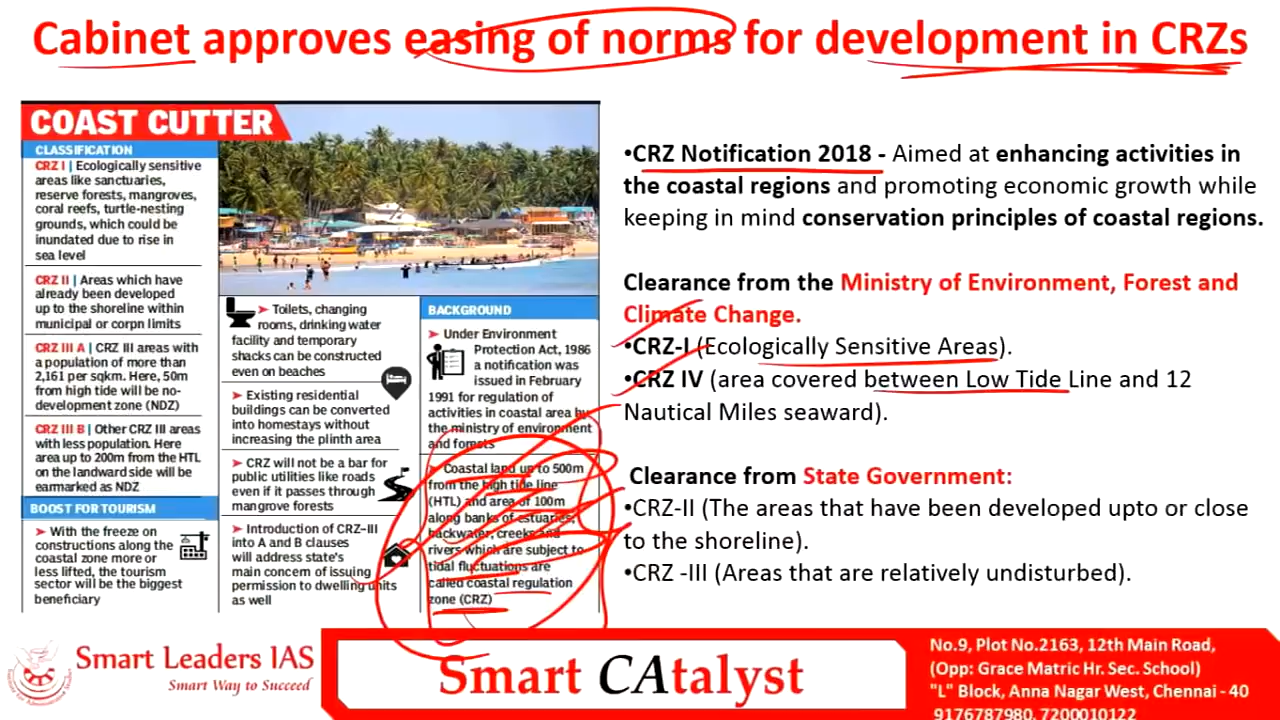 Cabinet approves easing of norms for development in CRZs
COAST CUTTER
CLASSIFICATION
CRZ I | Ecologically sensitive
areas like sanctuaries,
reserve forests, mangroves,
coral reefs, turtle-nesting
grounds, which could be
inundated due to rise in
sea level
CRZ II | Areas which have
already been developed
up to the shoreline within
municipal or corpn limits
CRZ III A | CRZ III areas with
a population of more than
2,161 per sqkm. Here, 50m
from high tide will be no-
development zone (NDZ)
CRZ III B | Other CRZ III areas
with less population. Here
area up to 200m from the HTL
on the landward side will be
earmarked as NDZ
BOOST FOR TOURISM
➤ With the freeze on
constructions along the
coastal zone more or
less lifted, the tourism
sector will be the biggest
beneficiary
➤ Toilets, changing
rooms, drinking water
facility and temporary
shacks can be constructed
even on beaches
➤ Existing residential
buildings can be converted
into homestays without
increasing the plinth area
➤ CRZ will not be a bar for
public utilities like roads
even if it passes through
mangrove forests
➤ Introduction of CRZ-III
into A and B clauses
will address state's
main concern of issuing
permission to dwelling units
as well
BACKGROUND
➤ Under Environment
Protection Act, 1986
a notification was
issued in February
1991 for regulation of
activities in coastal area by
the ministry of environment
and forests
➤ Coastal land up to 500m
from the high tide line
(HTL) and area of 100m
along banks of estuaries,
backwater, creeks and
rivers which are subject to
tidal fluctuations are
called coastal regulation
zone (CRZ)
•CRZ Notification 2018 - Aimed at enhancing activities in
the coastal regions and promoting economic growth while
keeping in mind conservation principles of coastal regions.
Clearance from the Ministry of Environment, Forest and
Climate Change.
•CRZ-I (Ecologically Sensitive Areas).
•CRZ IV (area covered between Low Tide Line and 12
Nautical Miles seaward).
Clearance from State Government:
•CRZ-II (The areas that have been developed upto or close
to the shoreline).
•CRZ -III (Areas that are relatively undisturbed).
Smart Leaders IAS
Smart Way to Succeed
Smart CAtalyst
No.9, Plot No.2163, 12th Main Road,
(Opp: Grace Matric Hr. Sec. School)
"L" Block, Anna Nagar West, Chennai - 40
9176787980, 7200010122